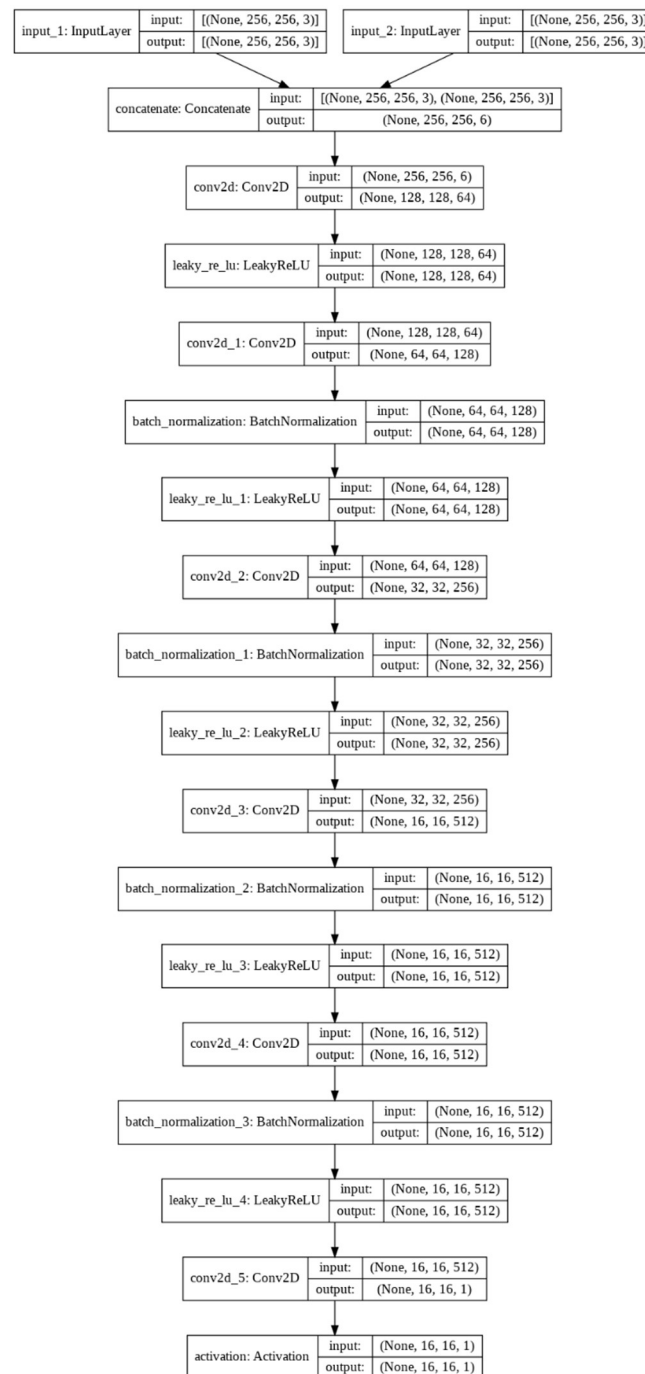 input_1: InputLayer
input: [(None, 256, 256, 3)]
output: [(None, 256, 256, 3)]
input_2: InputLayer
input: [(None, 256, 256, 3)]
output: [(None, 256, 256, 3)]
concatenate: Concatenate
input: [(None, 256, 256, 3), (None, 256, 256, 3)]
output: (None, 256, 256, 6)
conv2d: Conv2D
input: (None, 256, 256, 6)
output: (None, 128, 128, 64)
leaky_re_lu: LeakyReLU
input: (None, 128, 128, 64)
output: (None, 128, 128, 64)
conv2d_1: Conv2D
input: (None, 128, 128, 64)
output: (None, 64, 64, 128)
batch_normalization: BatchNormalization
input: (None, 64, 64, 128)
output: (None, 64, 64, 128)
leaky_re_lu_1: LeakyReLU
input: (None, 64, 64, 128)
output: (None, 64, 64, 128)
conv2d_2: Conv2D
input: (None, 64, 64, 128)
output: (None, 32, 32, 256)
batch_normalization_1: BatchNormalization
input: (None, 32, 32, 256)
output: (None, 32, 32, 256)
leaky_re_lu_2: LeakyReLU
input: (None, 32, 32, 256)
output: (None, 32, 32, 256)
conv2d_3: Conv2D
input: (None, 32, 32, 256)
output: (None, 16, 16, 512)
batch_normalization_2: BatchNormalization
input: (None, 16, 16, 512)
output: (None, 16, 16, 512)
leaky_re_lu_3: LeakyReLU
input: (None, 16, 16, 512)
output: (None, 16, 16, 512)
conv2d_4: Conv2D
input: (None, 16, 16, 512)
output: (None, 16, 16, 512)
batch_normalization_3: BatchNormalization
input: (None, 16, 16, 512)
output: (None, 16, 16, 512)
leaky_re_lu_4: LeakyReLU
input: (None, 16, 16, 512)
output: (None, 16, 16, 512)
conv2d_5: Conv2D
input: (None, 16, 16, 512)
output: (None, 16, 16, 1)
activation: Activation
input: (None, 16, 16, 1)
output: (None, 16, 16, 1)